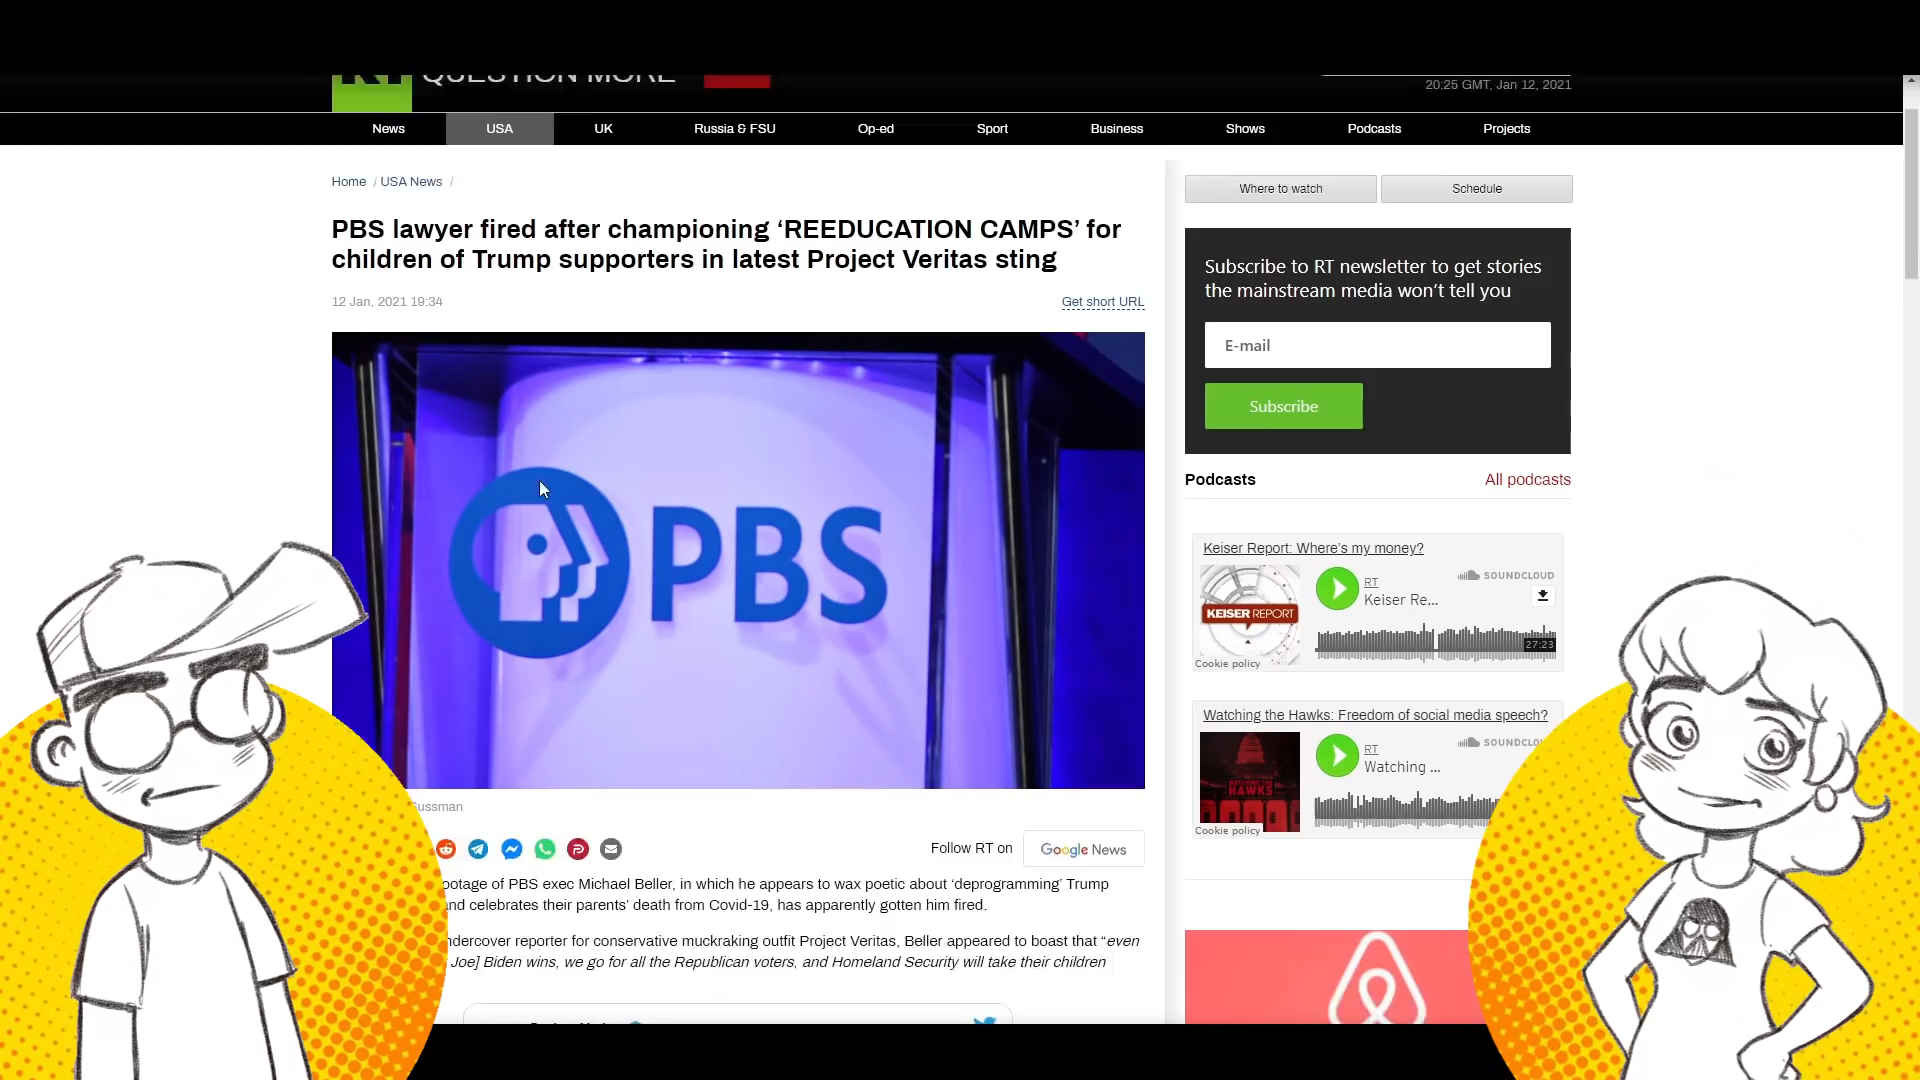 RT QUESTION MORE
20:25 GMT, Jan 12, 2021
News USA UK Russia & FSU Op-ed Sport Business Shows Podcasts Projects
Home / USA News /
PBS lawyer fired after championing ‘REEDUCATION CAMPS’ for
children of Trump supporters in latest Project Veritas sting
12 Jan, 2021 19:34
Get short URL
PBS
Sussman
Follow RT on
Google News
ootage of PBS exec Michael Beller, in which he appears to wax poetic about ‘deprogramming’ Trump
and celebrates their parents’ death from Covid-19, has apparently gotten him fired.
ndercover reporter for conservative muckraking outfit Project Veritas, Beller appeared to boast that “even
Joe] Biden wins, we go for all the Republican voters, and Homeland Security will take their children
Where to watch
Schedule
Subscribe to RT newsletter to get stories
the mainstream media won’t tell you
E-mail
Subscribe
Podcasts
All podcasts
Keiser Report: Where’s my money?
SOUNDCLOUD
RT
Keiser Re...
KEISER REPORT
27:23
Cookie policy
Watching the Hawks: Freedom of social media speech?
SOUNDCLOU
RT
Watching ...
WATCHING THE
HAWKS
Cookie policy